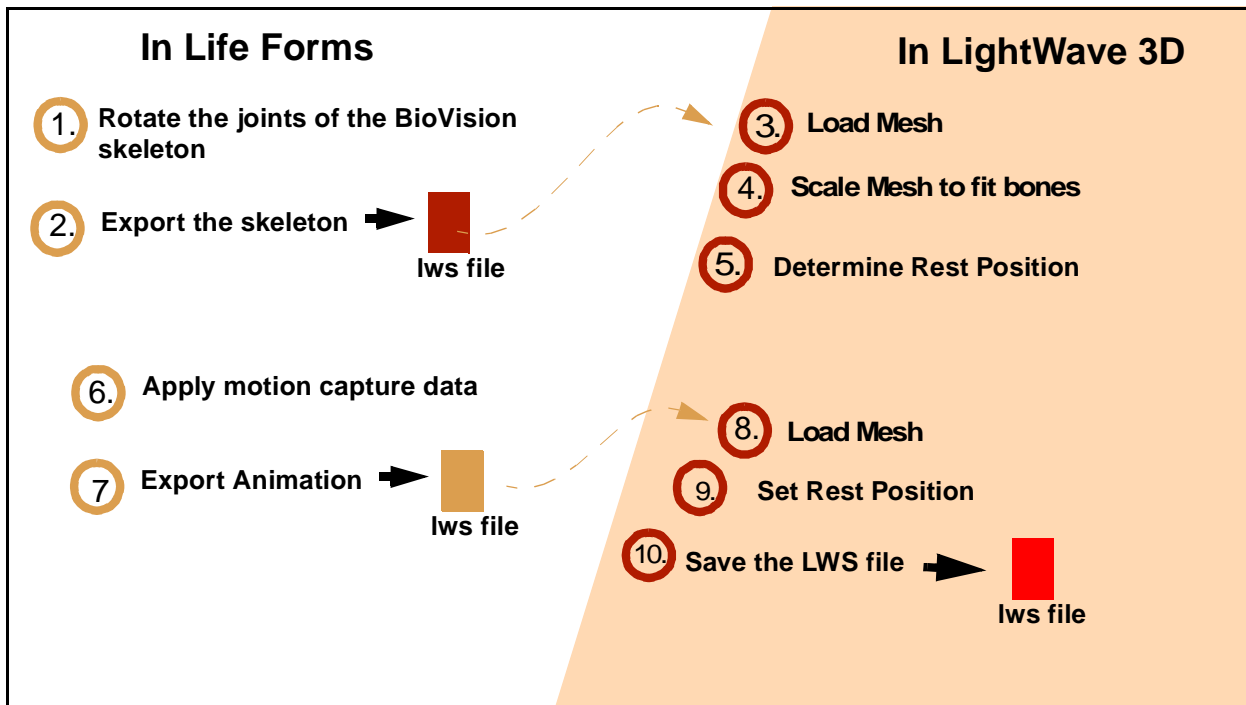 In Life Forms
1. Rotate the joints of the BioVision
skeleton
2. Export the skeleton
lws file
6. Apply motion capture data
7 Export Animation
lws file
In LightWave 3D
3. Load Mesh
4. Scale Mesh to fit bones
5. Determine Rest Position
8. Load Mesh
9. Set Rest Position
10. Save the LWS file
lws file